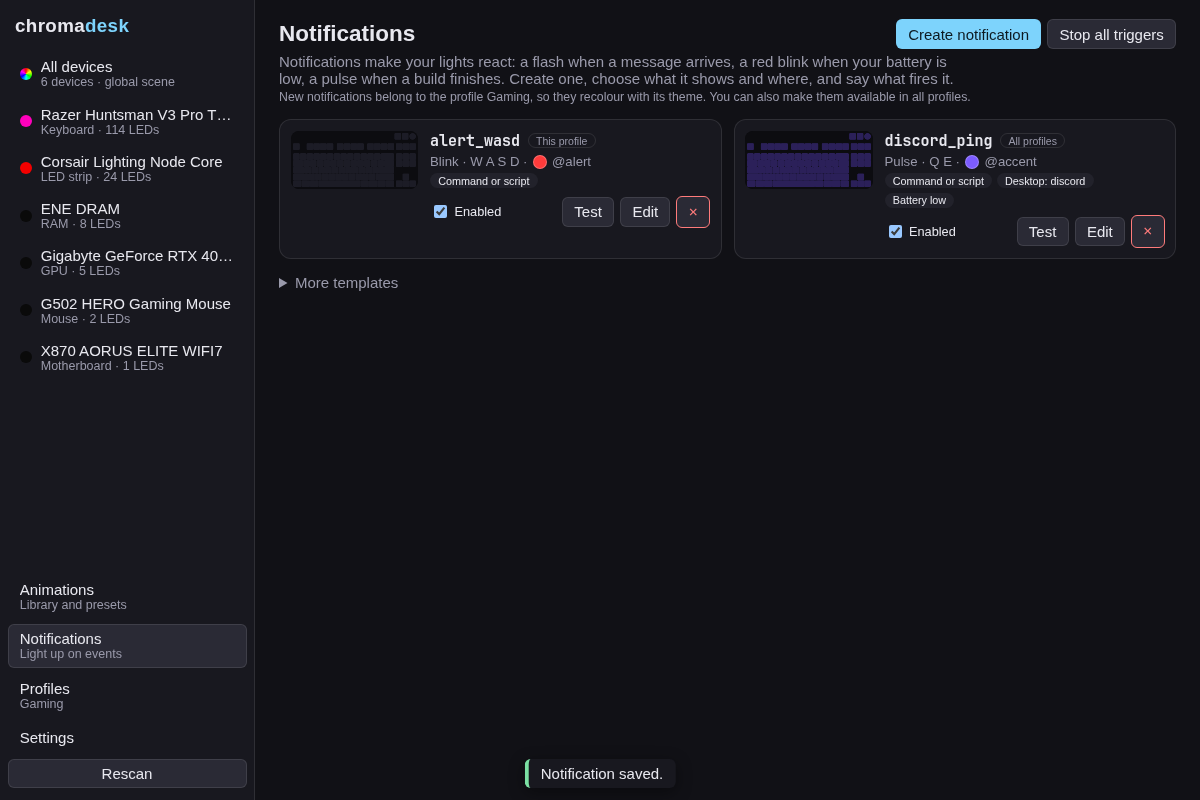 chromadesk
All devices
6 devices · global scene
Razer Huntsman V3 Pro T…
Keyboard · 114 LEDs
Corsair Lighting Node Core
LED strip · 24 LEDs
ENE DRAM
RAM · 8 LEDs
Gigabyte GeForce RTX 40…
GPU · 5 LEDs
G502 HERO Gaming Mouse
Mouse · 2 LEDs
X870 AORUS ELITE WIFI7
Motherboard · 1 LEDs
Animations
Library and presets
Notifications
Light up on events
Profiles
Gaming
Settings
Rescan
Notifications
Create notification
Stop all triggers
Notifications make your lights react: a flash when a message arrives, a red blink when your battery is
low, a pulse when a build finishes. Create one, choose what it shows and where, and say what fires it.
New notifications belong to the profile Gaming, so they recolour with its theme. You can also make them available in all profiles.
alert_wasd This profile
Blink · W A S D · @alert
Command or script
Enabled
Test
Edit
×
discord_ping All profiles
Pulse · Q E · @accent
Command or script Desktop: discord
Battery low
Enabled
Test
Edit
×
More templates
Notification saved.